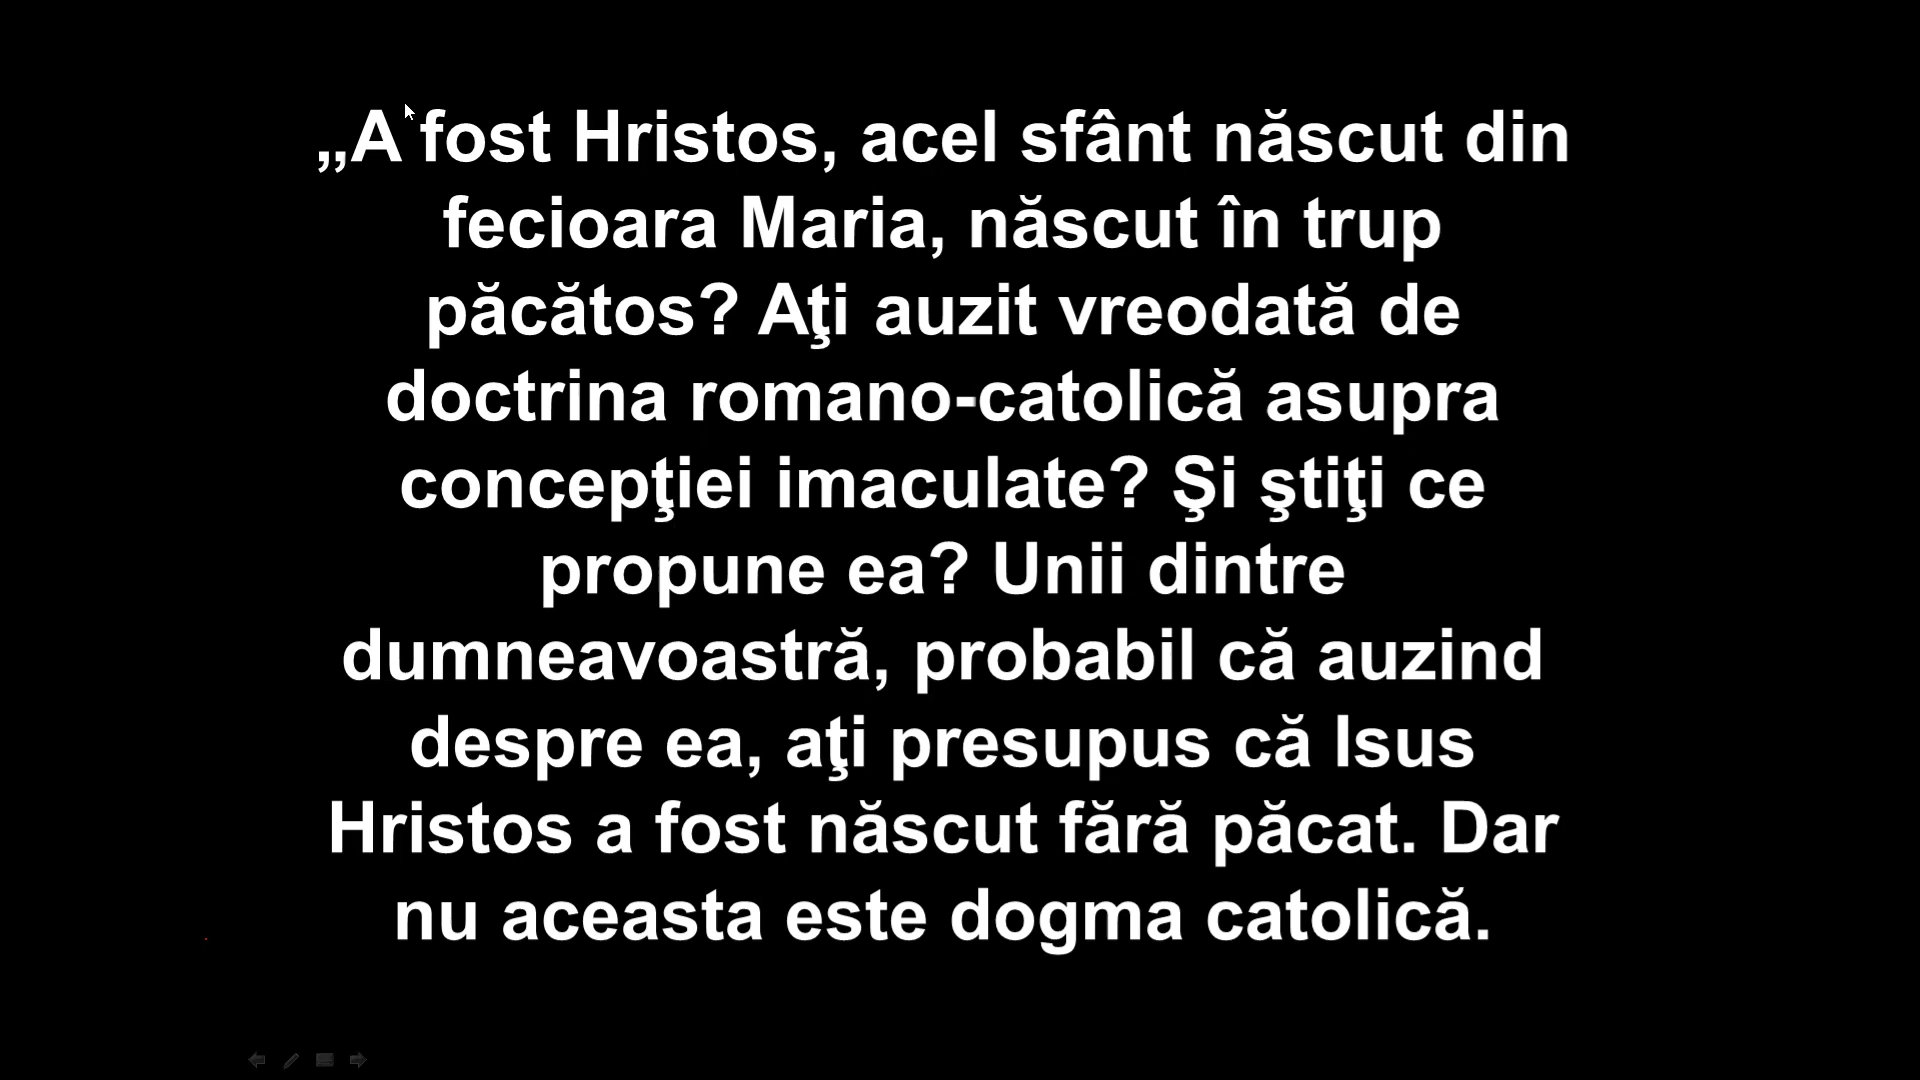 „A fost Hristos, acel sfânt născut din
fecioara Maria, născut în trup
păcătos? Aţi auzit vreodată de
doctrina romano-catolică asupra
concepţiei imaculate? Şi ştiţi ce
propune ea? Unii dintre
dumneavoastră, probabil că auzind
despre ea, aţi presupus că Isus
Hristos a fost născut fără păcat. Dar
nu aceasta este dogma catolică.